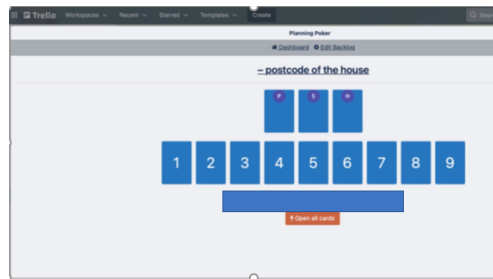 Trello Workspaces Recent Starred Templates Create
Planning Poker
Dashboard Edit Backlog
– postcode of the house
P S H
1 2 3 4 5 6 7 8 9
Open all cards